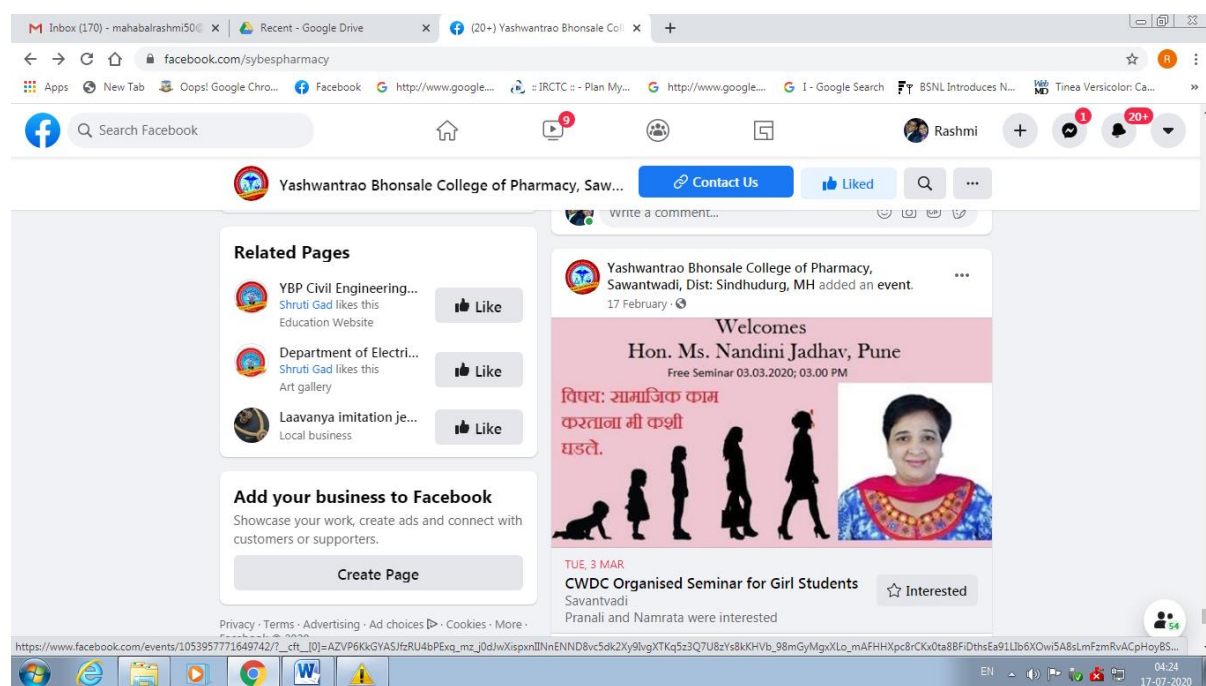 Inbox (170) - mahabalrashmi50@
Recent - Google Drive
(20+) Yashwantrao Bhonsale Coll
facebook.com/sybespharmacy
R
Apps
New Tab
Oops! Google Chro...
Facebook
http://www.google....
:: IRCTC :: - Plan My...
http://www.google....
I - Google Search
BSNL Introduces N...
Web MD
Tinea Versicolor: Ca...
Search Facebook
9
Rashmi
1
20+
Yashwantrao Bhonsale College of Pharmacy, Saw...
Contact Us
Liked
Write a comment...
Related Pages
YBP Civil Engineering...
Shruti Gad likes this
Education Website
Like
Department of Electri...
Shruti Gad likes this
Art gallery
Like
Laavanya imitation je...
Local business
Like
Add your business to Facebook
Showcase your work, create ads and connect with
customers or supporters.
Create Page
Privacy · Terms · Advertising · Ad choices · Cookies · More ·
Yashwantrao Bhonsale College of Pharmacy,
Sawantwadi, Dist: Sindhudurg, MH added an event.
17 February ·
Welcomes
Hon. Ms. Nandini Jadhav, Pune
Free Seminar 03.03.2020; 03.00 PM
विषय: सामाजिक काम
करताना मी कशी
घडले.
TUE, 3 MAR
CWDC Organised Seminar for Girl Students
Savantvadi
Pranali and Namrata were interested
Interested
54
EN
04:24
17-07-2020